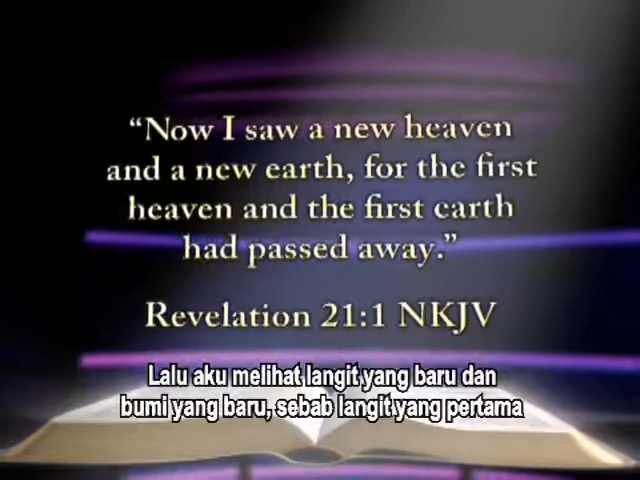 “Now I saw a new heaven
and a new earth, for the first
heaven and the first earth
had passed away.”
Revelation 21:1 NKJV
Lalu aku melihat langit yang baru dan
bumi yang baru, sebab langit yang pertama